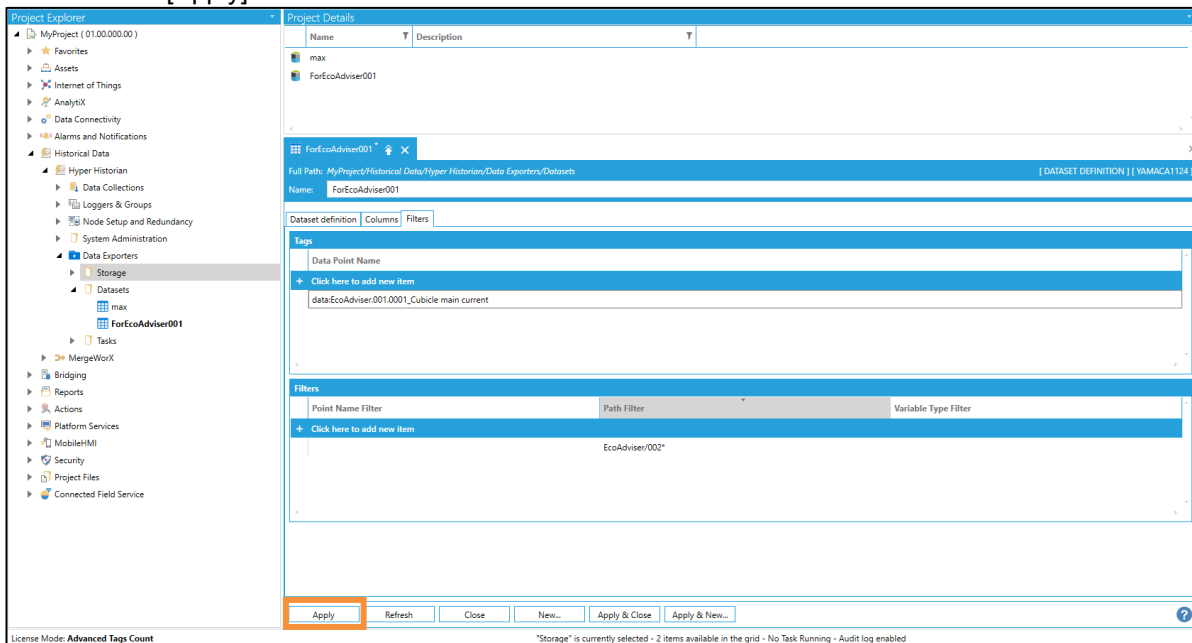 [Apply]
Project Explorer
Project Details
MyProject ( 01.00.000.00 )
Favorites
Assets
Internet of Things
AnalytiX
Data Connectivity
Alarms and Notifications
Historical Data
Hyper Historian
Data Collections
Loggers & Groups
Node Setup and Redundancy
System Administration
Data Exporters
Storage
Datasets
max
ForEcoAdviser001
Tasks
MergeWorX
Bridging
Reports
Actions
Platform Services
MobileHMI
Security
Project Files
Connected Field Service
Name Description
max
ForEcoAdviser001
ForEcoAdviser001 *
Full Path: MyProject/Historical Data/Hyper Historian/Data Exporters/Datasets [ DATASET DEFINITION ] [ YAMACA1124 ]
Name: ForEcoAdviser001
Dataset definition Columns Filters
Tags
Data Point Name
+ Click here to add new item
data:EcoAdviser.001.0001_Cubicle main current
Filters
Point Name Filter Path Filter Variable Type Filter
+ Click here to add new item
EcoAdviser/002*
Apply Refresh Close New... Apply & Close Apply & New... ?
License Mode: Advanced Tags Count "Storage" is currently selected - 2 items available in the grid - No Task Running - Audit log enabled